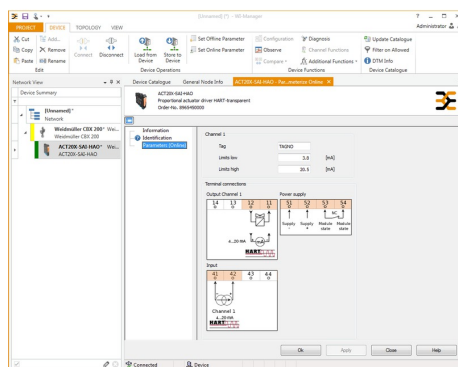 [Unnamed] (*) - WI-Manager
PROJECT DEVICE TOPOLOGY VIEW
Administrator
Cut Add... Connect Disconnect Load from Device Store to Device Set Offline Parameter Configuration Diagnosis Update Catalogue
Copy Remove Set Online Parameter Observe Channel Functions Filter on Allowed
Paste Rename Compare Additional Functions DTM Info
Edit Device Operations Device Functions Device Catalogue
Network View
Device Summary
[Unnamed]*
Network
Weidmüller CBX 200* Wei...
Weidmüller CBX 200
ACT20X-SAI-HAO* Wei...
ACT20X-SAI-HAO
Device Catalogue General Node Info ACT20X-SAI-HAO - Par...meterize Online
ACT20X-SAI-HAO
Proportional actuator driver HART-transparent
Order-No. 8965490000
Information
Identification
Parameters (Online)
Channel 1
Tag TAGNO
Limits low 3.8 [mA]
Limits high 20.5 [mA]
Terminal connections
Output Channel 1 Power supply
14 13 12 11 51 52 53 54
AC
Supply - Supply + Module state Module state
4...20 mA
HART
Input
41 42 43 44
Channel 1
4...20 mA
HART
Ok Apply Close Help
Connected Device